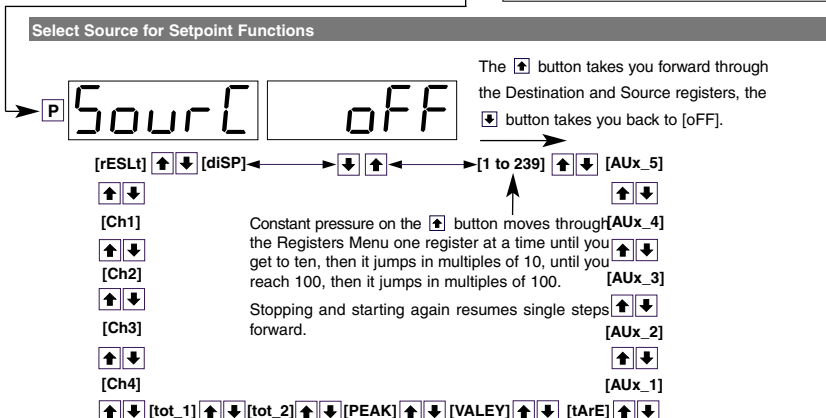 Select Source for Setpoint Functions
The ⬆ button takes you forward through
the Destination and Source registers, the
⬇ button takes you back to [oFF].
P SourC oFF
[rESLt] ⬆ ⬇ [diSP] ⬇ ⬆ [1 to 239] ⬆ ⬇ [AUx_5]
⬆ ⬇ ⬆ ⬇
[Ch1]
Constant pressure on the ⬆ button moves through
the Registers Menu one register at a time until you
get to ten, then it jumps in multiples of 10, until you
reach 100, then it jumps in multiples of 100.
Stopping and starting again resumes single steps
forward.
[AUx_4]
⬆ ⬇ ⬆ ⬇
[Ch2] [AUx_3]
⬆ ⬇ ⬆ ⬇
[Ch3] [AUx_2]
⬆ ⬇ ⬆ ⬇
[Ch4] [AUx_1]
⬆ ⬇ [tot_1] ⬆ ⬇ [tot_2] ⬆ ⬇ [PEAK] ⬆ ⬇ [VALEY] ⬆ ⬇ [tArE] ⬆ ⬇